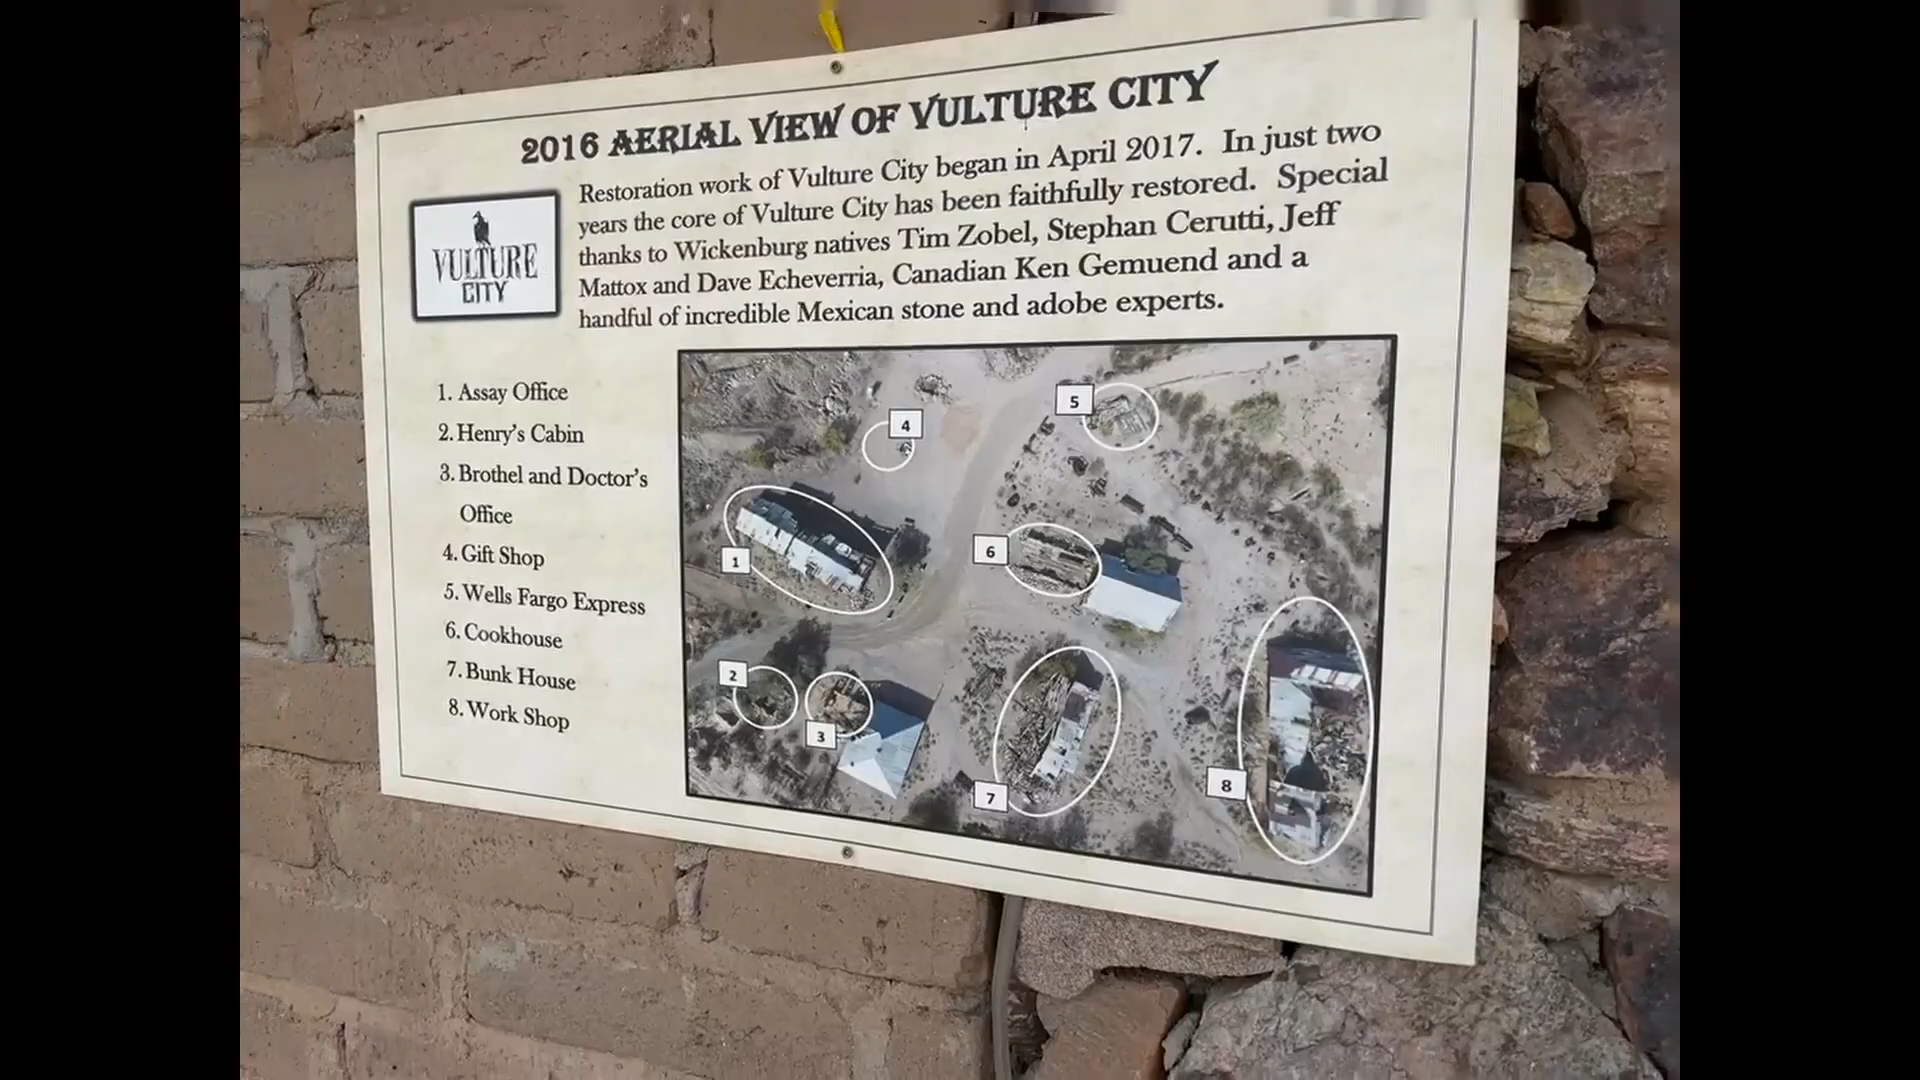 2016 AERIAL VIEW OF VULTURE CITY
Restoration work of Vulture City began in April 2017. In just two
years the core of Vulture City has been faithfully restored. Special
thanks to Wickenburg natives Tim Zobel, Stephan Cerutti, Jeff
Mattox and Dave Echeverria, Canadian Ken Gemuend and a
handful of incredible Mexican stone and adobe experts.
VULTURE
CITY
1. Assay Office
2. Henry's Cabin
3. Brothel and Doctor's
Office
4. Gift Shop
5. Wells Fargo Express
6. Cookhouse
7. Bunk House
8. Work Shop
5
4
6
1
2
3
8
7